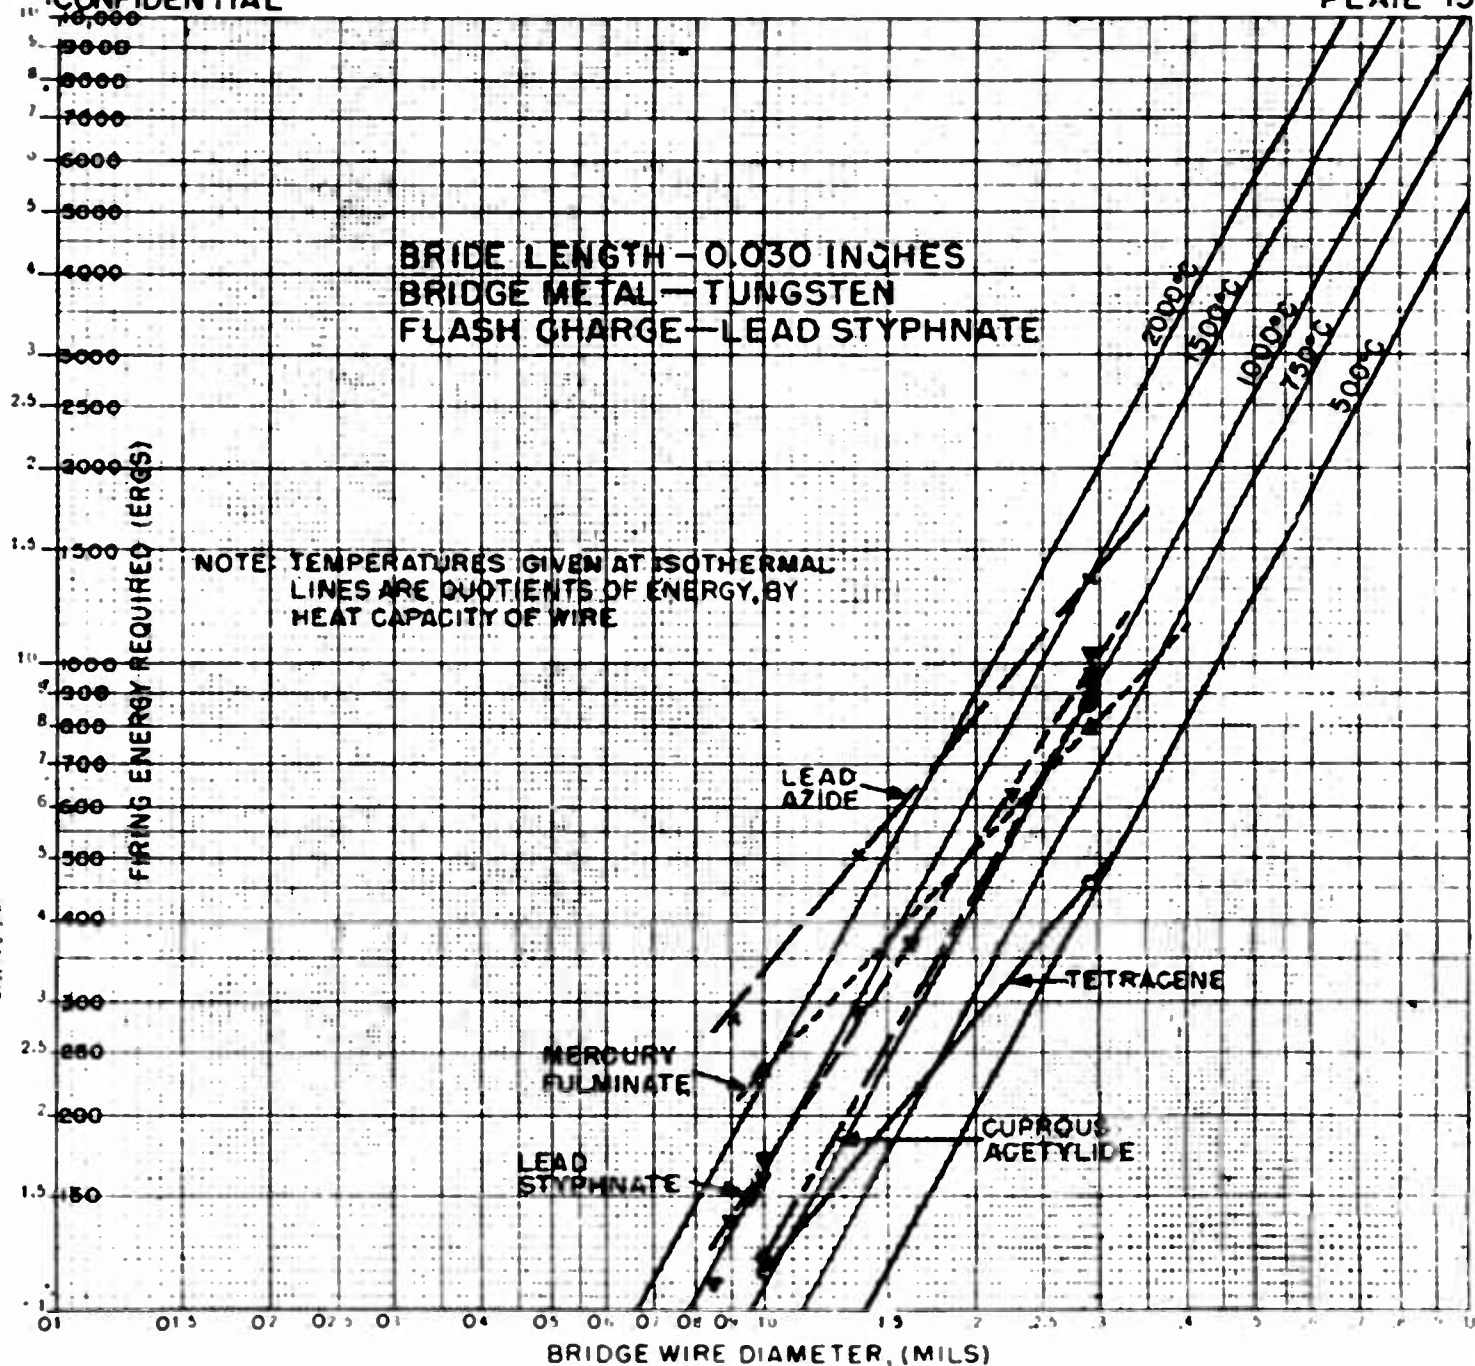 CONFIDENTIAL
PLATE 15
10,000
9000
8000
7000
6000
5000
4000
3000
2500
2000
1500
1000
900
800
700
600
500
400
300
250
200
150
FIRING ENERGY REQUIRED (ERGS)
BRIDE LENGTH – 0.030 INCHES
BRIDGE METAL — TUNGSTEN
FLASH CHARGE — LEAD STYPHNATE
2000°C
1500°C
1000°C
750°C
500°C
NOTE: TEMPERATURES GIVEN AT ISOTHERMAL
LINES ARE QUOTIENTS OF ENERGY, BY
HEAT CAPACITY OF WIRE
LEAD
AZIDE
TETRACENE
MERCURY
FULMINATE
CUPROUS
ACETYLIDE
LEAD
STYPHNATE
BRIDGE WIRE DIAMETER, (MILS)